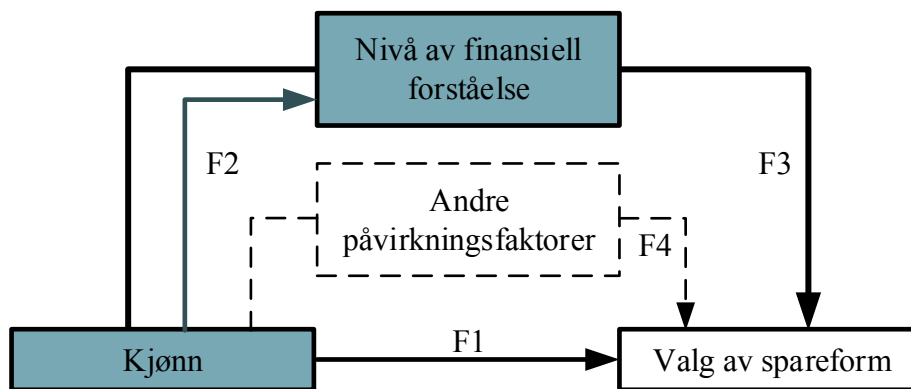 Nivå av finansiell
forståelse
F2
F3
Andre
påvirkningsfaktorer
F4
Kjønn
F1
Valg av spareform